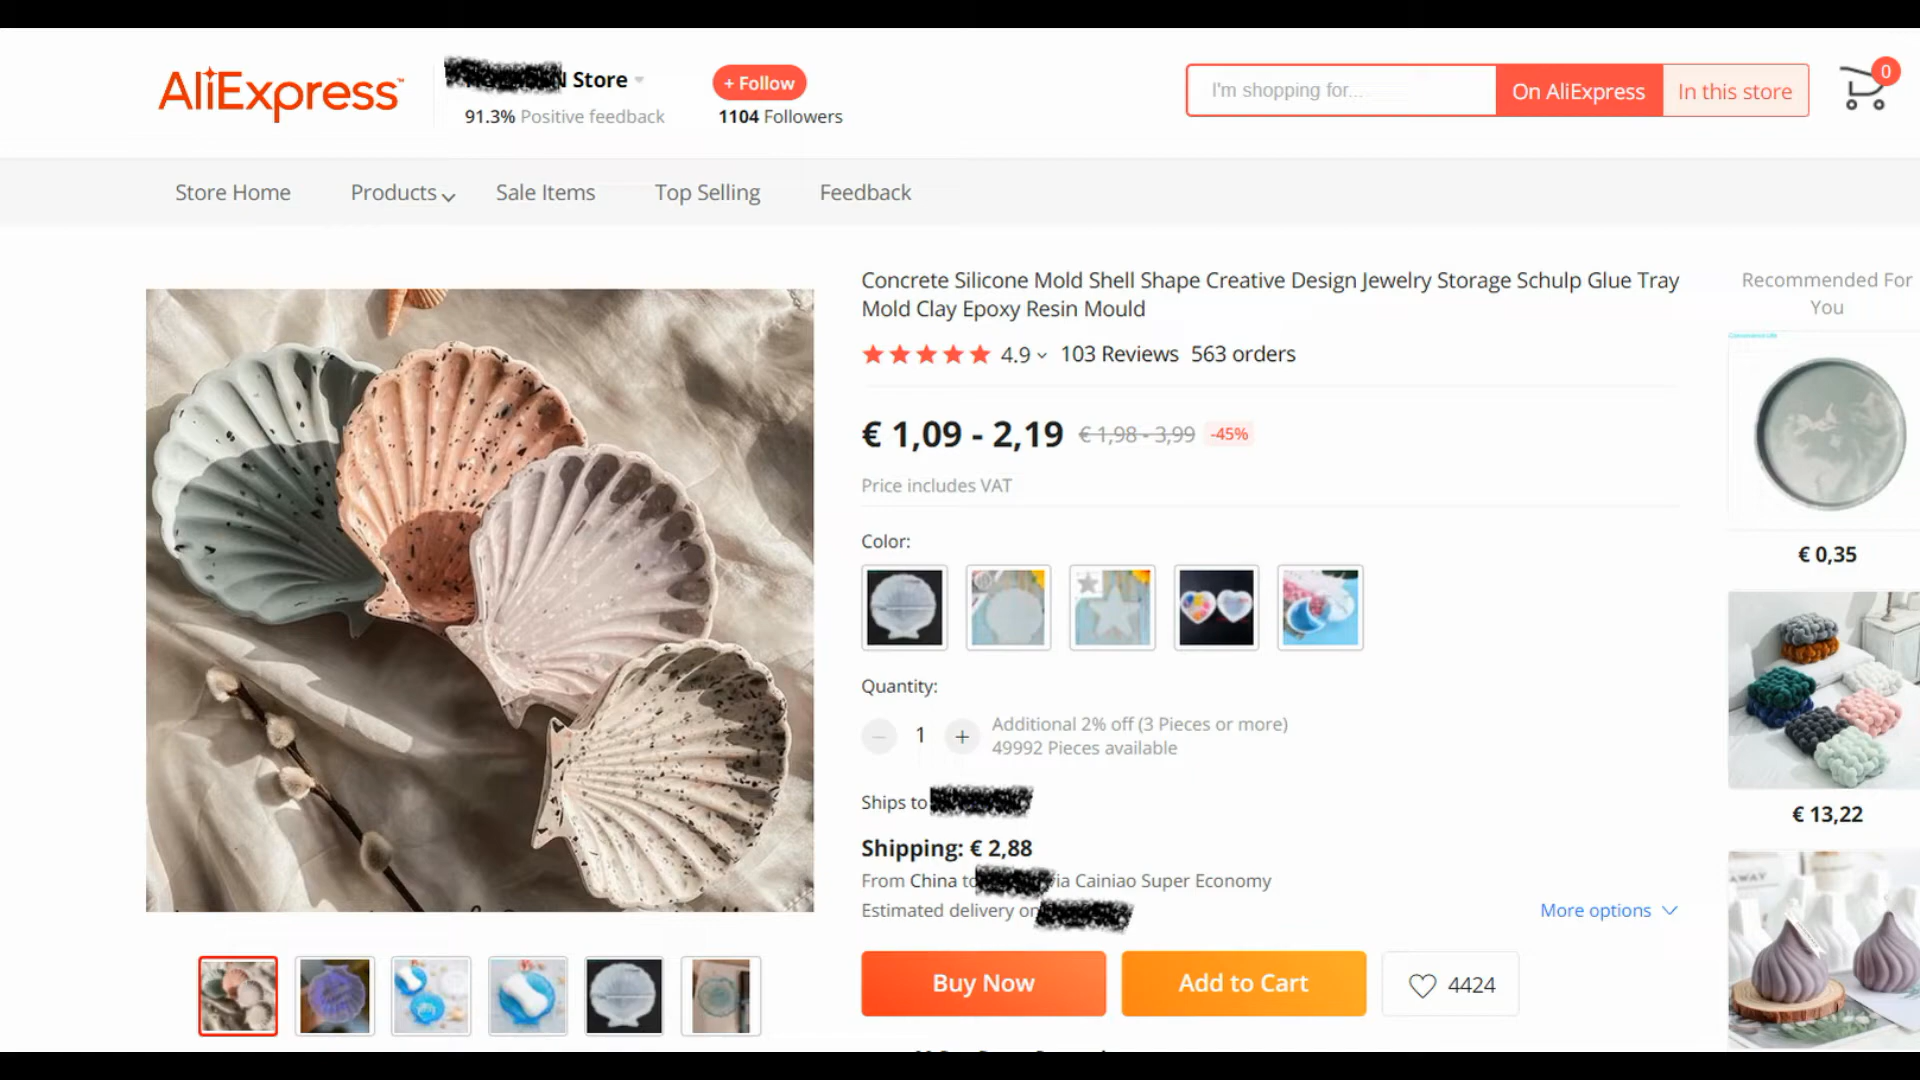 AliExpress™
Store
+ Follow
91.3% Positive feedback
1104 Followers
I'm shopping for...
On AliExpress
In this store
0
Store Home
Products
Sale Items
Top Selling
Feedback
Concrete Silicone Mold Shell Shape Creative Design Jewelry Storage Schulp Glue Tray
Mold Clay Epoxy Resin Mould
4.9
103 Reviews
563 orders
€ 1,09 - 2,19
€ 1,98 - 3,99
-45%
Price includes VAT
Color:
Quantity:
1
+
Additional 2% off (3 Pieces or more)
49992 Pieces available
Ships to
Shipping: € 2,88
From China to via Cainiao Super Economy
Estimated delivery on
More options
Buy Now
Add to Cart
4424
Recommended For
You
€ 0,35
€ 13,22